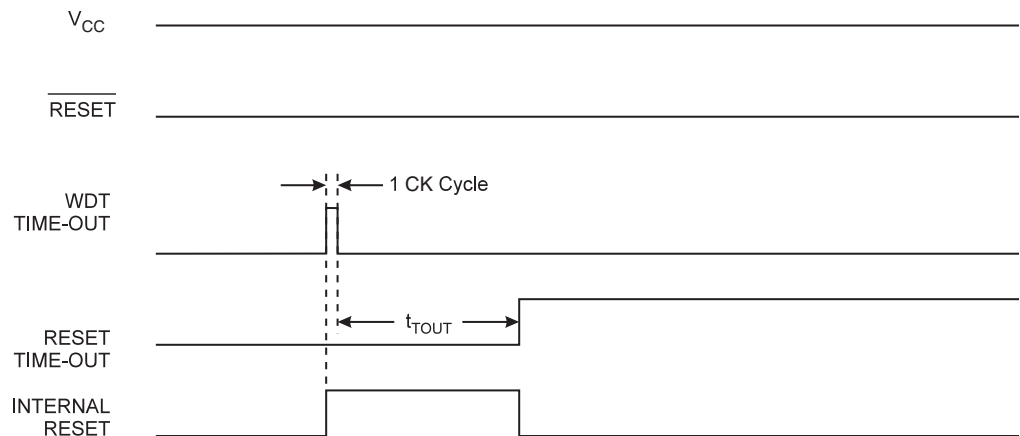 VCC
RESET
1 CK Cycle
WDT
TIME-OUT
tTOUT
RESET
TIME-OUT
INTERNAL
RESET